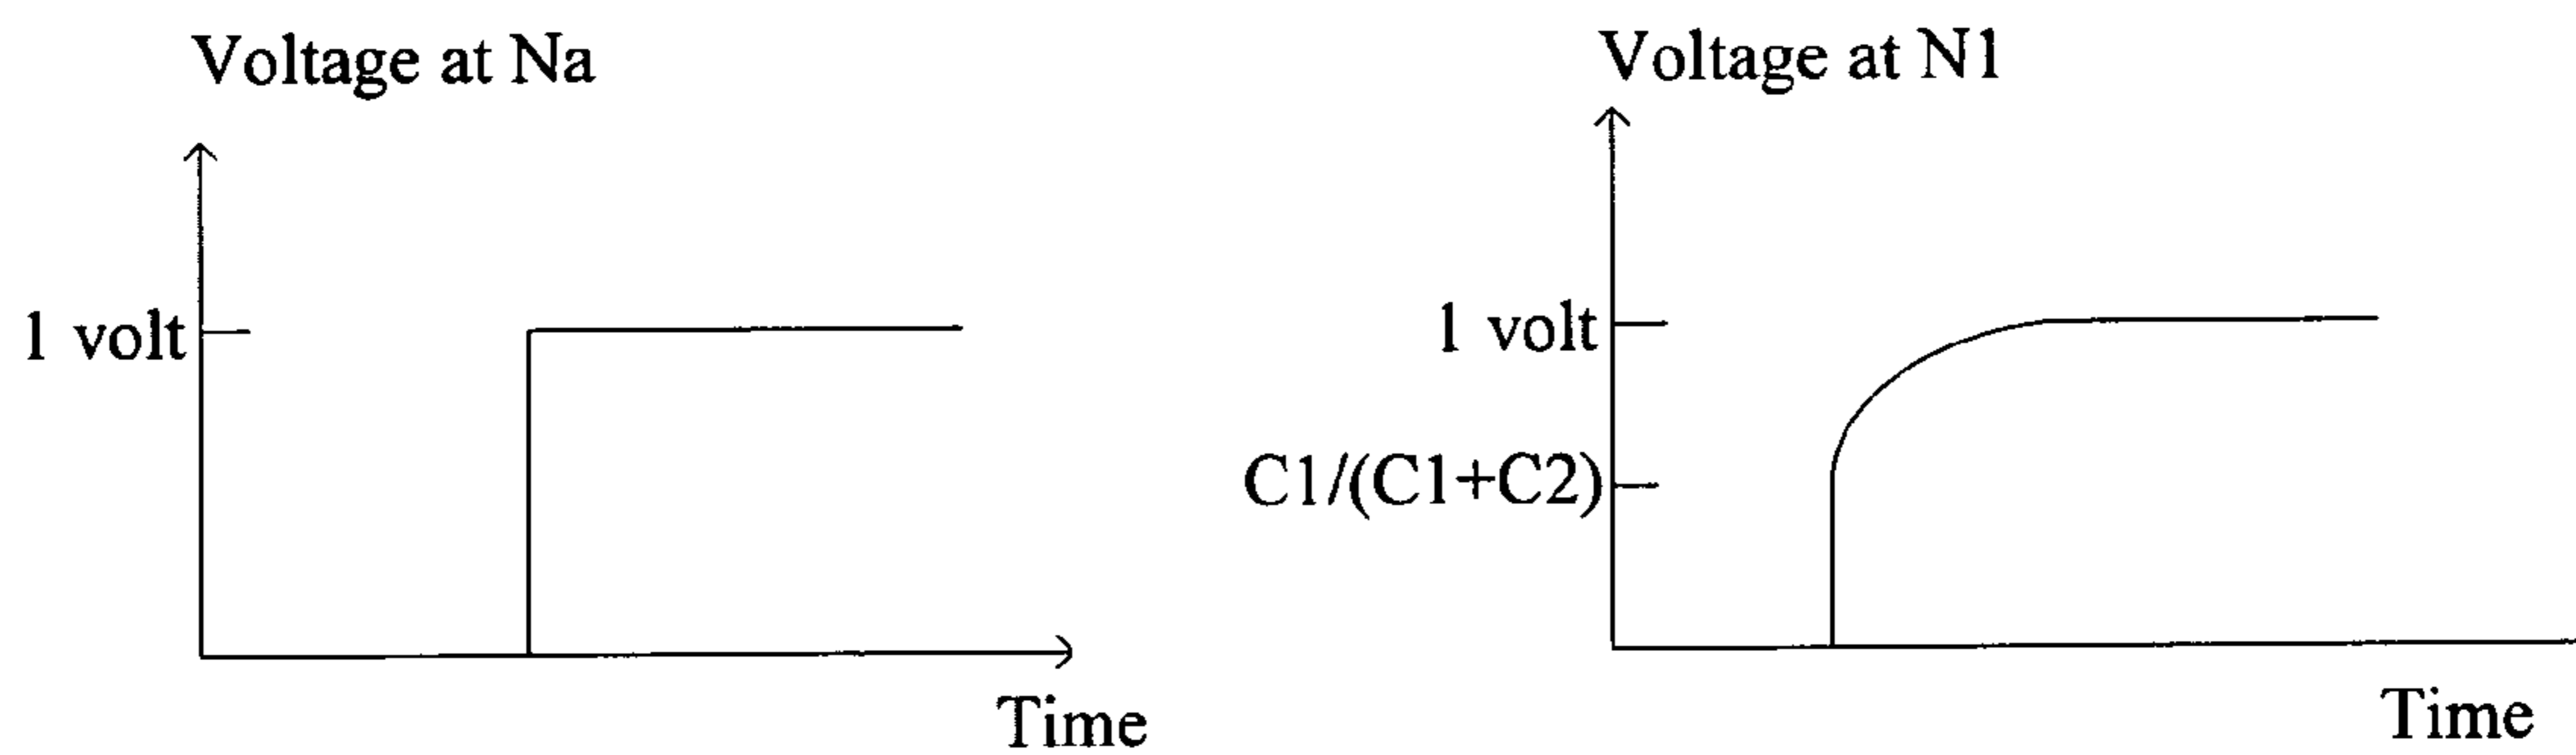 Voltage at Na
1 volt
Time
Voltage at N1
1 volt
C1/(C1+C2)
Time